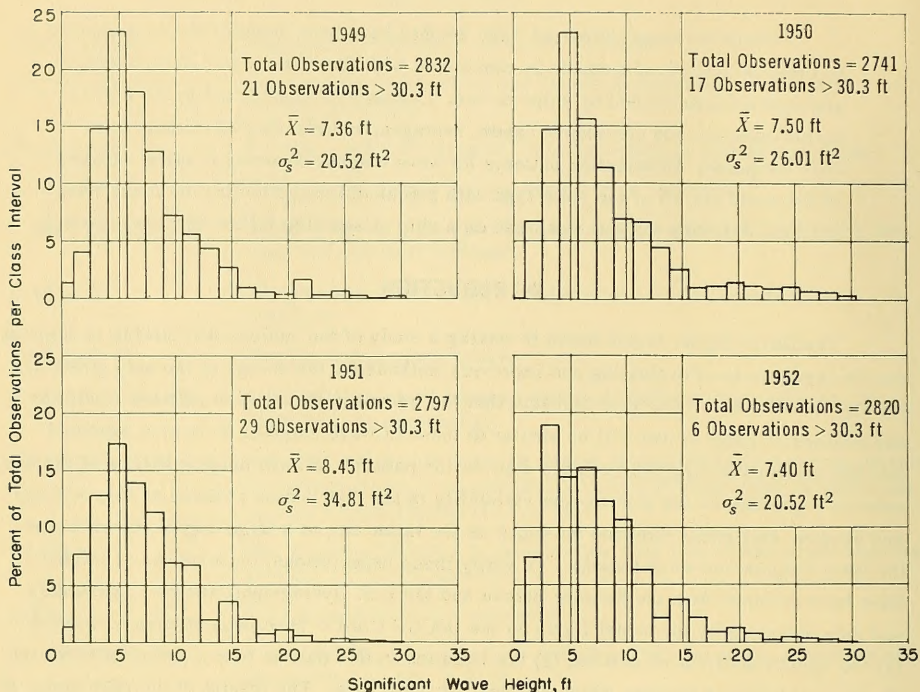 25
20
15
10
5
0
1949
Total Observations = 2832
21 Observations > 30.3 ft
X̄ = 7.36 ft
σs² = 20.52 ft²
1950
Total Observations = 2741
17 Observations > 30.3 ft
X̄ = 7.50 ft
σs² = 26.01 ft²
Percent of Total Observations per Class Interval
25
20
15
10
5
0
1951
Total Observations = 2797
29 Observations > 30.3 ft
X̄ = 8.45 ft
σs² = 34.81 ft²
1952
Total Observations = 2820
6 Observations > 30.3 ft
X̄ = 7.40 ft
σs² = 20.52 ft²
0 5 10 15 20 25 30 0 5 10 15 20 25 30 35
Significant Wave Height, ft